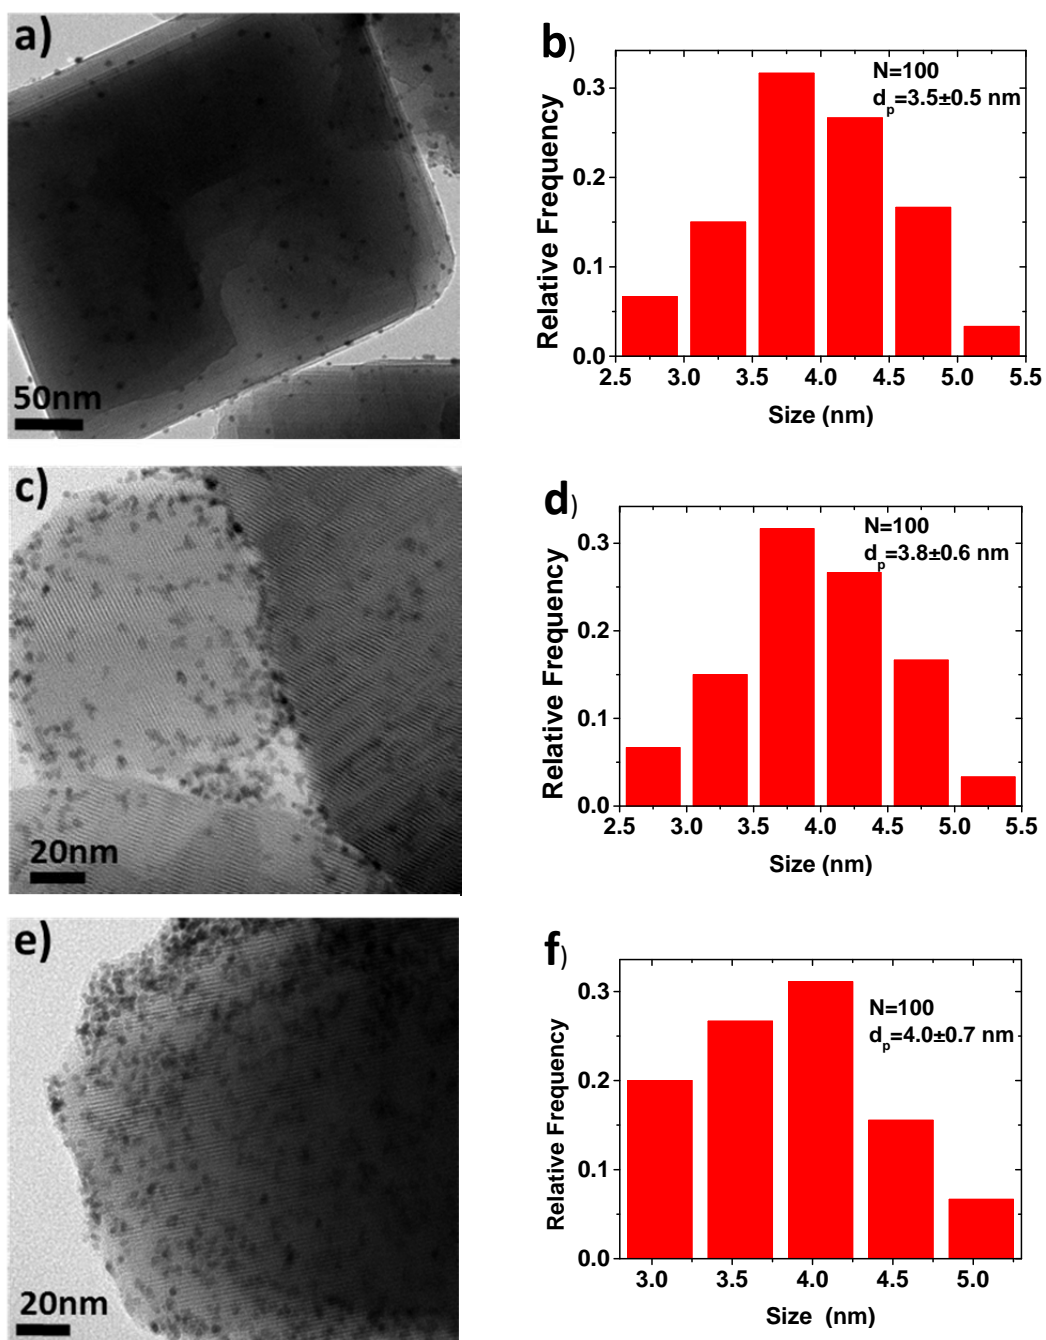 a)
50nm
b)
N=100
dp=3.5±0.5 nm
Relative Frequency
0.3
0.2
0.1
0.0
2.5 3.0 3.5 4.0 4.5 5.0 5.5
Size (nm)
c)
20nm
d)
N=100
dp=3.8±0.6 nm
Relative Frequency
0.3
0.2
0.1
0.0
2.5 3.0 3.5 4.0 4.5 5.0 5.5
Size (nm)
e)
20nm
f)
N=100
dp=4.0±0.7 nm
Relative Frequency
0.3
0.2
0.1
0.0
3.0 3.5 4.0 4.5 5.0
Size (nm)